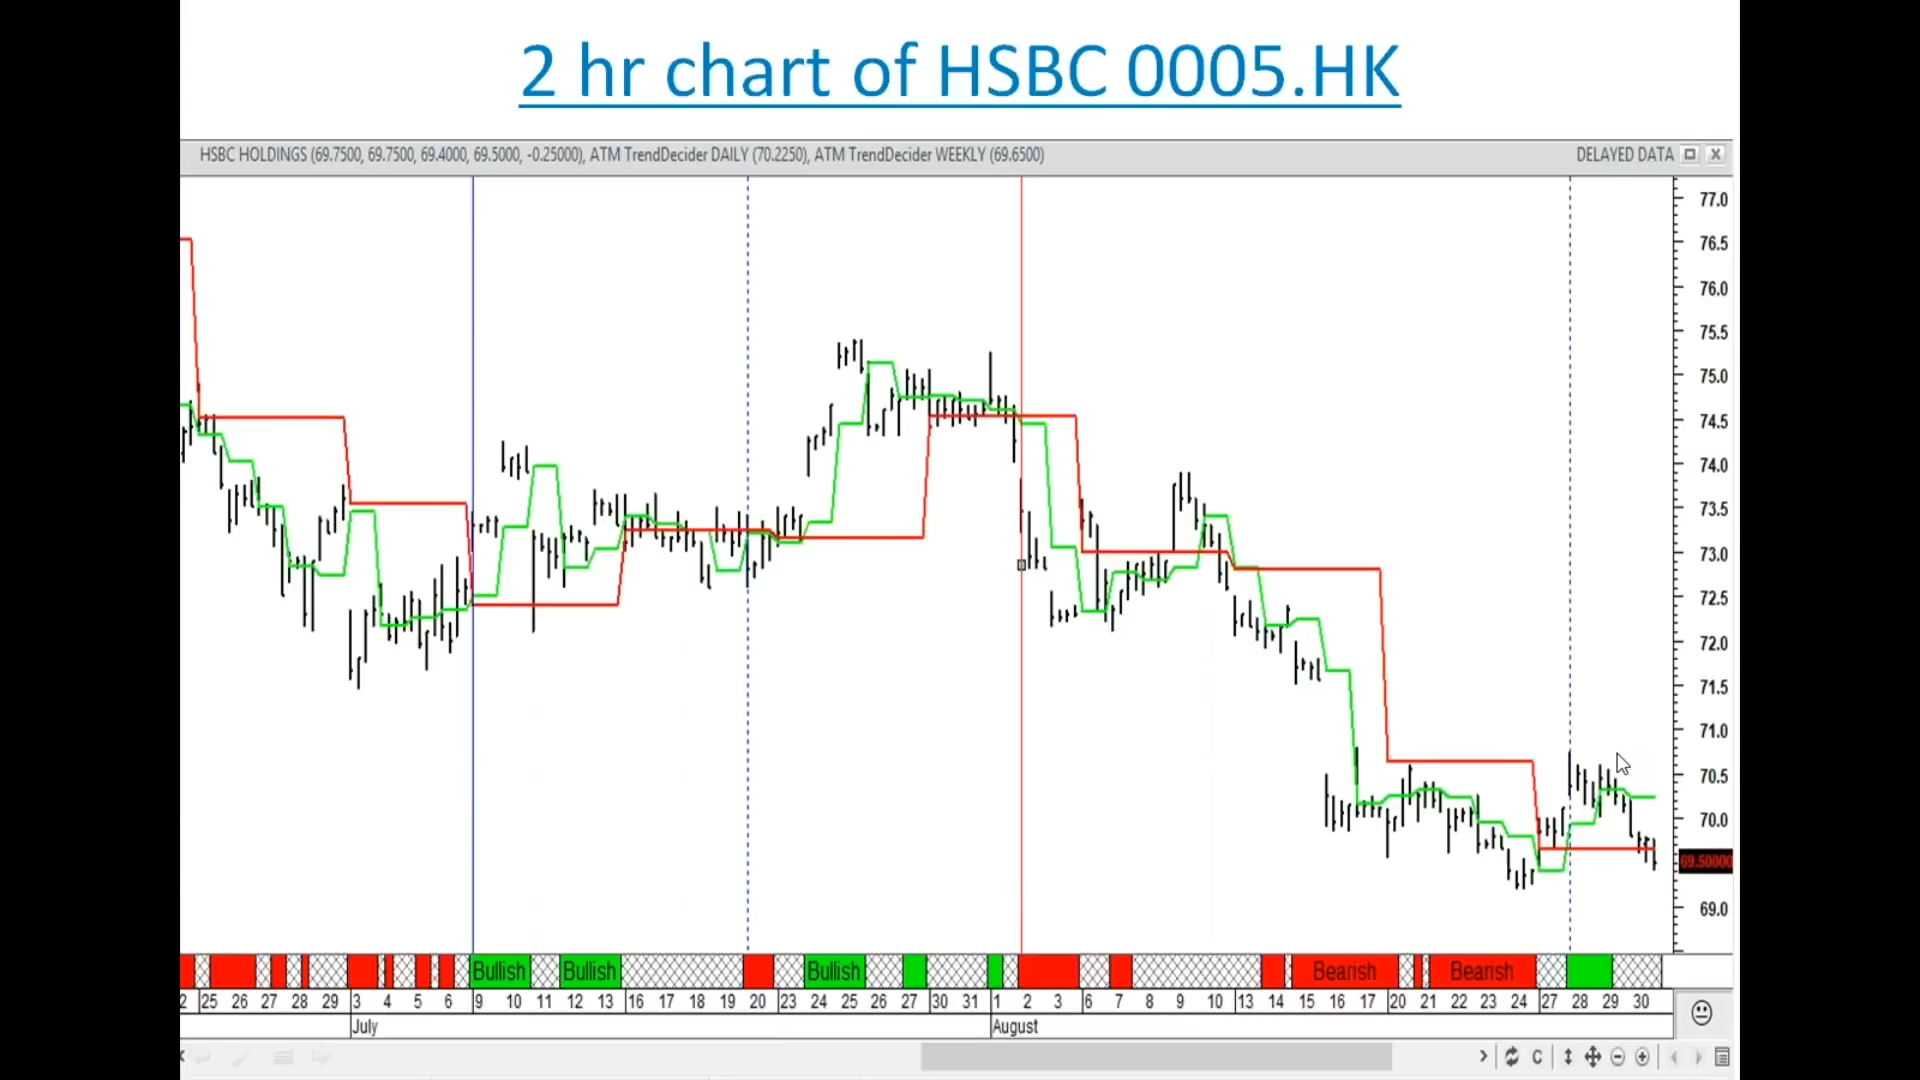 2 hr chart of HSBC 0005.HK
HSBC HOLDINGS (69.7500, 69.7500, 69.4000, 69.5000, -0.25000), ATM TrendDecider DAILY (70.2250), ATM TrendDecider WEEKLY (69.6500)
DELAYED DATA
77.0
76.5
76.0
75.5
75.0
74.5
74.0
73.5
73.0
72.5
72.0
71.5
71.0
70.5
70.0
69.50000
69.0
Bullish Bullish Bullish Bearish Bearish
2 25 26 27 28 29 3 4 5 6 9 10 11 12 13 16 17 18 19 20 23 24 25 26 27 30 31 1 2 3 6 7 8 9 10 13 14 15 16 17 20 21 22 23 24 27 28 29 30
July August
C